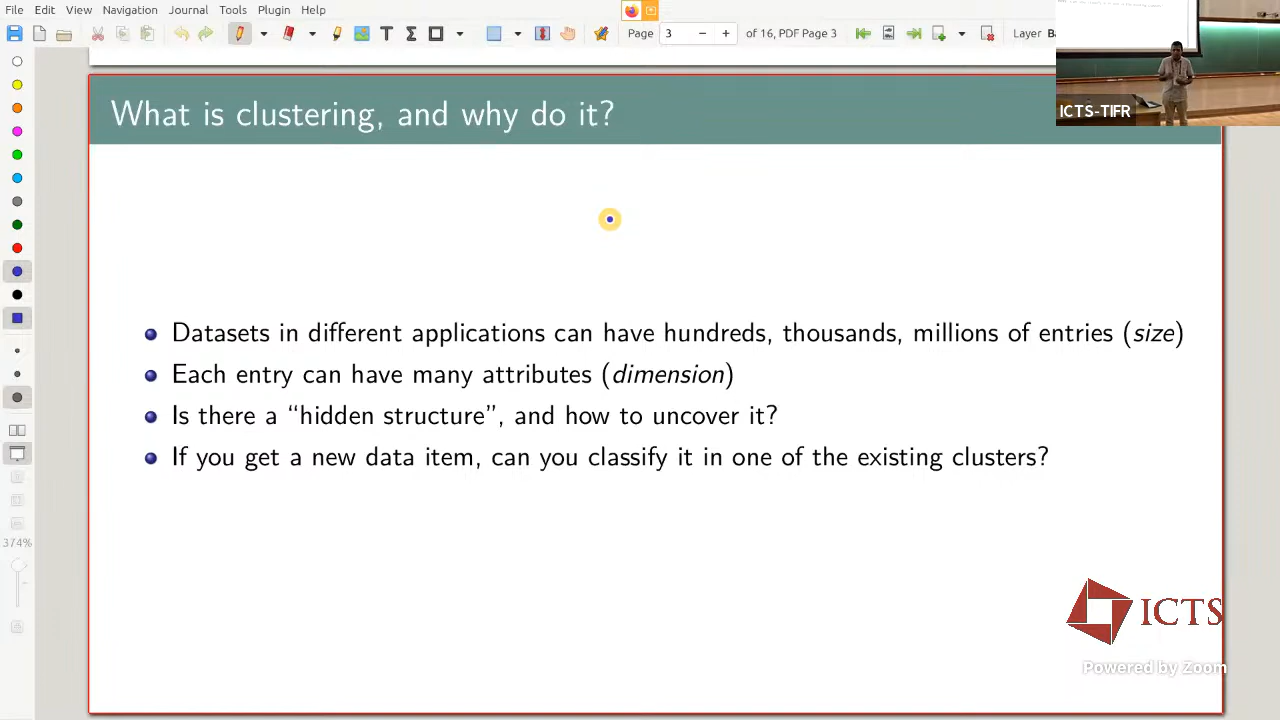 File Edit View Navigation Journal Tools Plugin Help
Page 3 of 16, PDF Page 3 Layer Ba
ICTS-TIFR
What is clustering, and why do it?
Datasets in different applications can have hundreds, thousands, millions of entries (size)
Each entry can have many attributes (dimension)
Is there a “hidden structure”, and how to uncover it?
If you get a new data item, can you classify it in one of the existing clusters?
374%
ICTS
Powered by Zoom